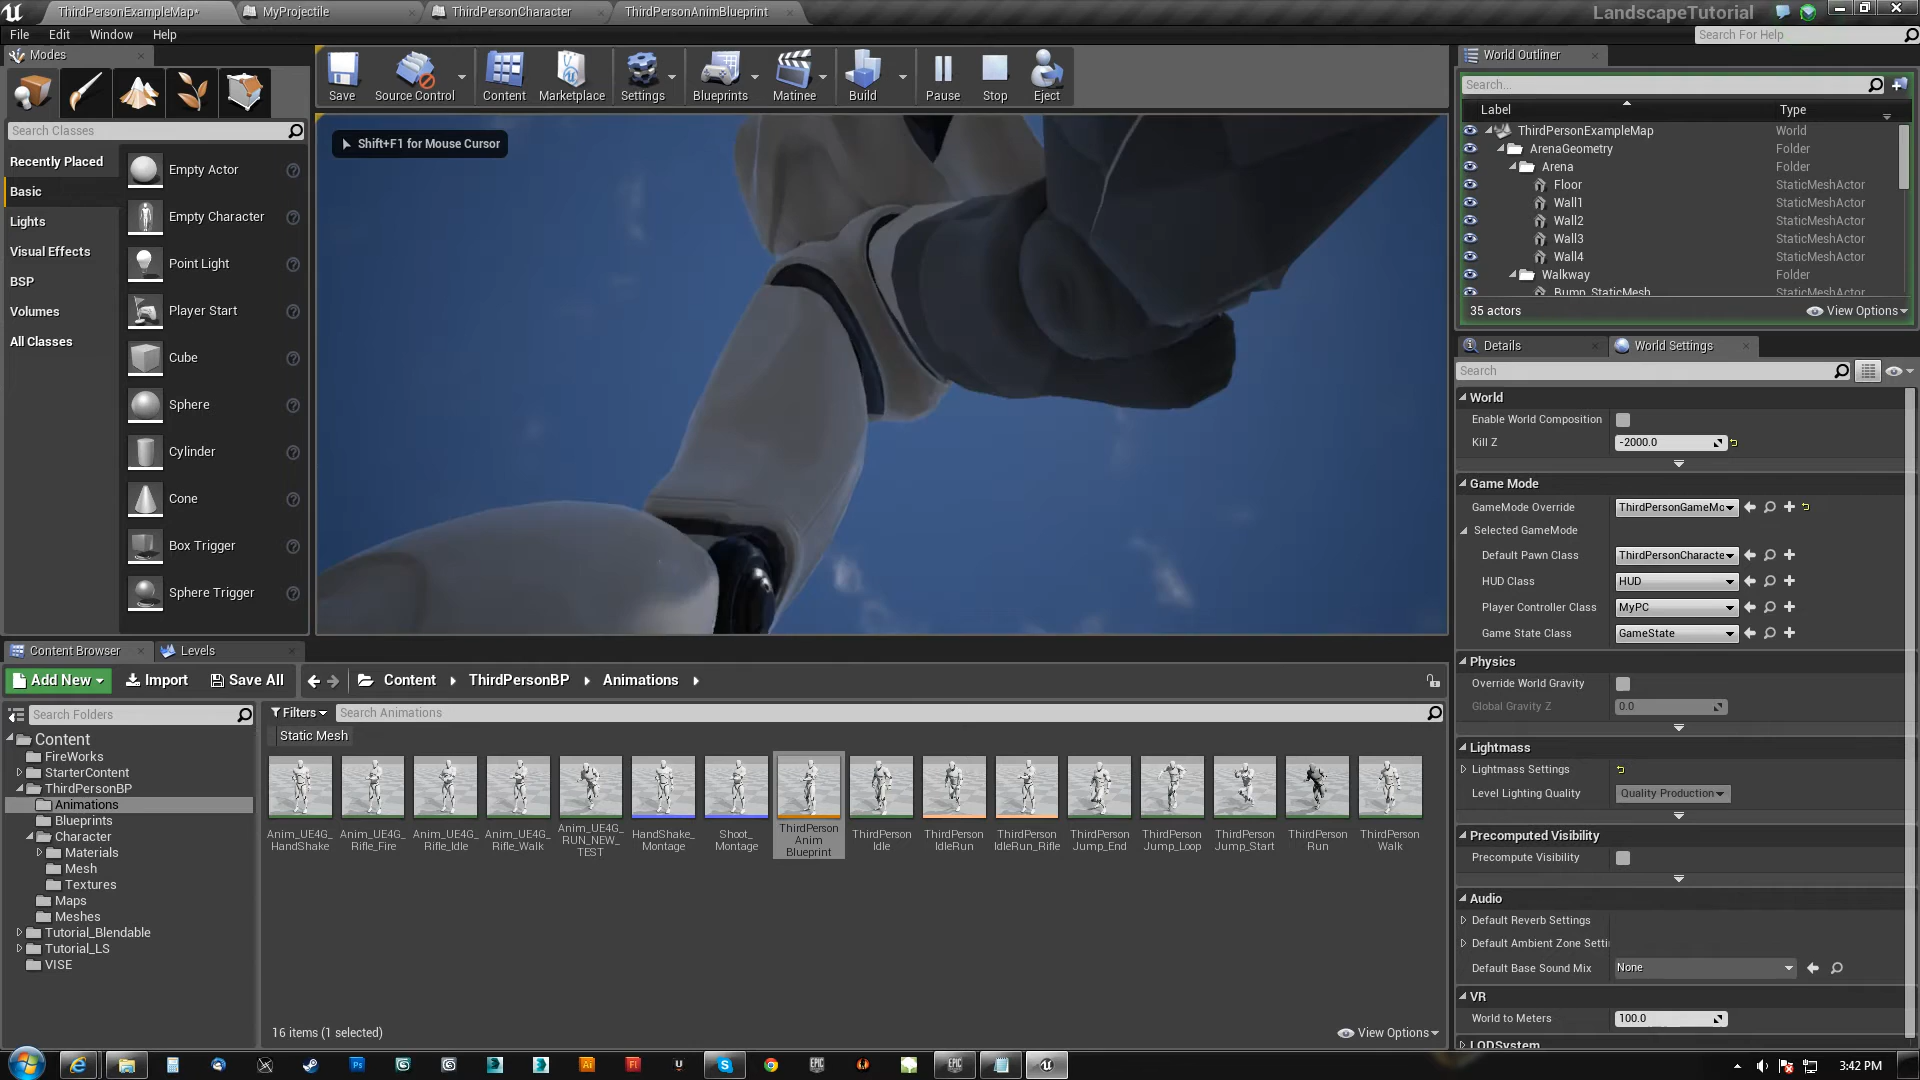 ThirdPersonExampleMap*
MyProjectile
ThirdPersonCharacter
ThirdPersonAnimBlueprint
LandscapeTutorial
File Edit Window Help
Search For Help
Modes
Search Classes
Recently Placed
Basic
Lights
Visual Effects
BSP
Volumes
All Classes
Empty Actor
Empty Character
Point Light
Player Start
Cube
Sphere
Cylinder
Cone
Box Trigger
Sphere Trigger
Save
Source Control
Content
Marketplace
Settings
Blueprints
Matinee
Build
Pause
Stop
Eject
Shift+F1 for Mouse Cursor
World Outliner
Search...
Label Type
ThirdPersonExampleMap World
ArenaGeometry Folder
Arena Folder
Floor StaticMeshActor
Wall1 StaticMeshActor
Wall2 StaticMeshActor
Wall3 StaticMeshActor
Wall4 StaticMeshActor
Walkway Folder
Bump_StaticMesh StaticMeshActor
35 actors
View Options
Details
World Settings
Search
World
Enable World Composition
Kill Z -2000.0
Game Mode
GameMode Override ThirdPersonGameMo
Selected GameMode
Default Pawn Class ThirdPersonCharacte
HUD Class HUD
Player Controller Class MyPC
Game State Class GameState
Physics
Override World Gravity
Global Gravity Z 0.0
Lightmass
Lightmass Settings
Level Lighting Quality Quality Production
Precomputed Visibility
Precompute Visibility
Audio
Default Reverb Settings
Default Ambient Zone Setti
Default Base Sound Mix None
VR
World to Meters 100.0
LODSystem
Content Browser
Levels
Add New
Import
Save All
Content
ThirdPersonBP
Animations
Search Folders
Filters
Search Animations
Static Mesh
Content
FireWorks
StarterContent
ThirdPersonBP
Animations
Blueprints
Character
Materials
Mesh
Textures
Maps
Meshes
Tutorial_Blendable
Tutorial_LS
VISE
Anim_UE4G_
HandShake
Anim_UE4G_
Rifle_Fire
Anim_UE4G_
Rifle_Idle
Anim_UE4G_
Rifle_Walk
Anim_UE4G_
RUN_NEW_
TEST
HandShake_
Montage
Shoot_
Montage
ThirdPerson
Anim
Blueprint
ThirdPerson
Idle
ThirdPerson
IdleRun
ThirdPerson
IdleRun_Rifle
ThirdPerson
Jump_End
ThirdPerson
Jump_Loop
ThirdPerson
Jump_Start
ThirdPerson
Run
ThirdPerson
Walk
16 items (1 selected)
View Options
3:42 PM